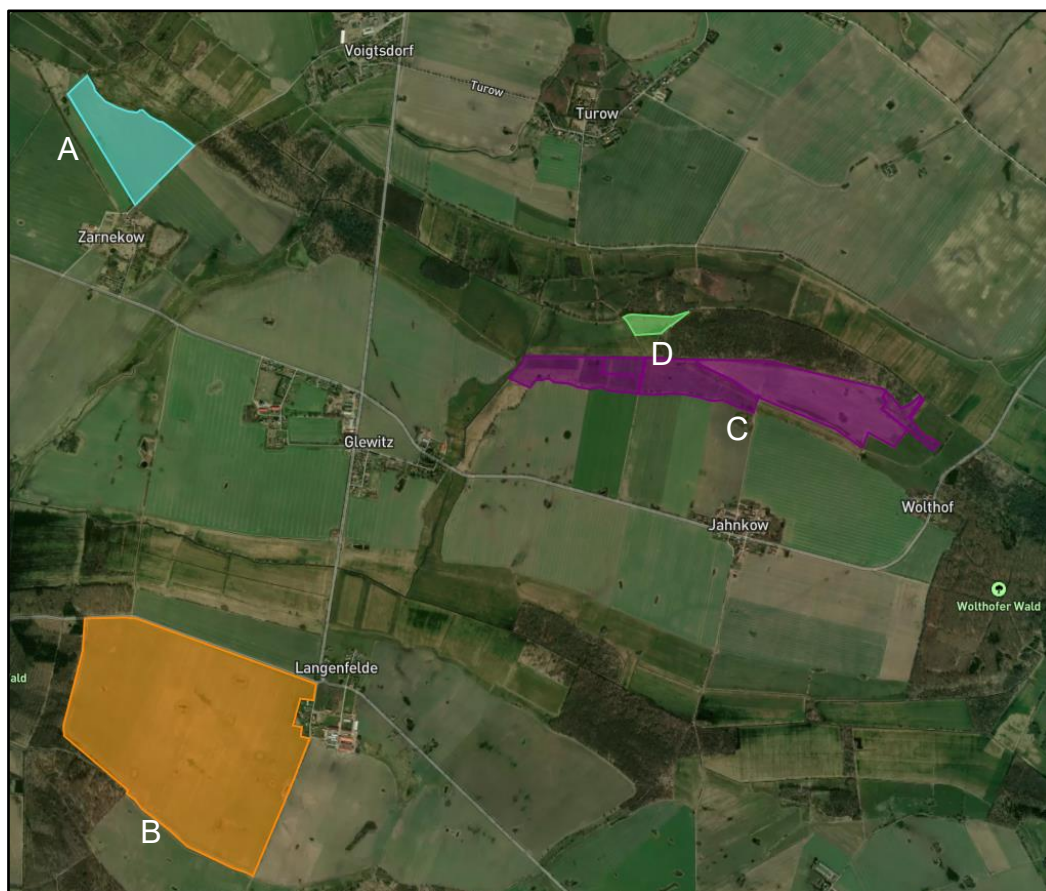 Voigtsdorf
Turow
Turow
A
Zarnekow
D
C
Glewitz
Wolthof
Jahnkow
Wolthofer Wald
Langenfelde
ald
B